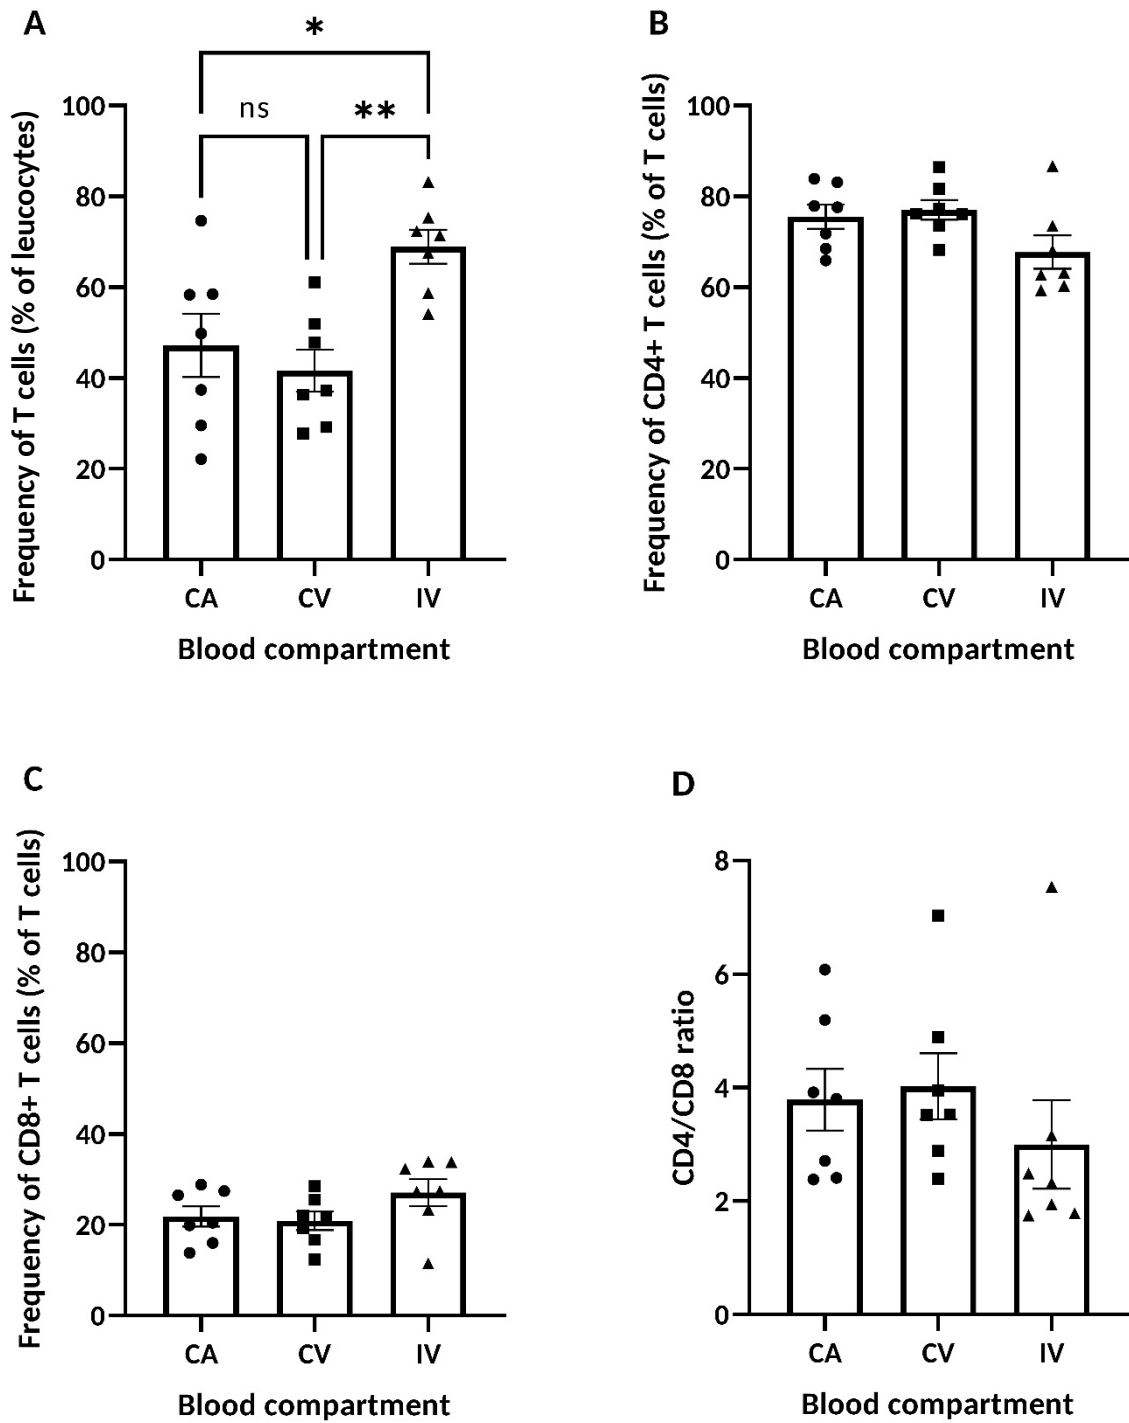 A
*
ns
**
Frequency of T cells (% of leucocytes)
100
80
60
40
20
0
CA CV IV
Blood compartment
B
Frequency of CD4+ T cells (% of T cells)
100
80
60
40
20
0
CA CV IV
Blood compartment
C
Frequency of CD8+ T cells (% of T cells)
100
80
60
40
20
0
CA CV IV
Blood compartment
D
CD4/CD8 ratio
8
6
4
2
0
CA CV IV
Blood compartment